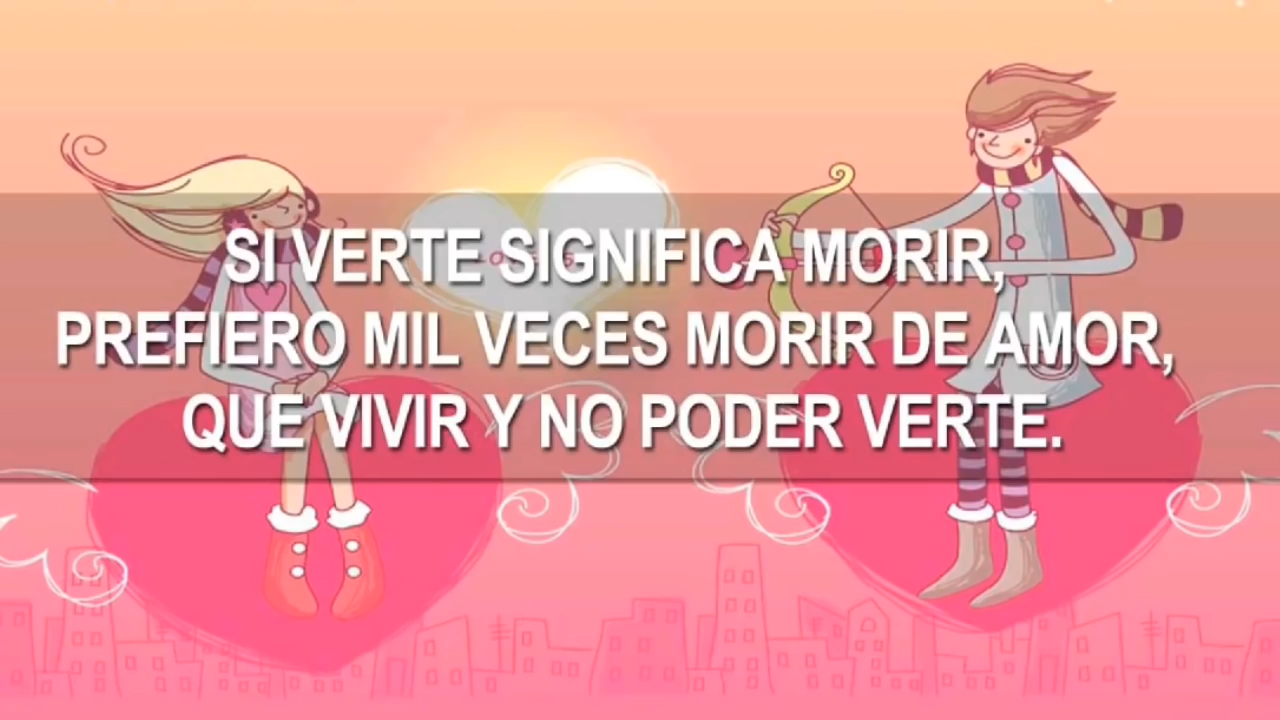 SI VERTE SIGNIFICA MORIR,
PREFIERO MIL VECES MORIR DE AMOR,
QUE VIVIR Y NO PODER VERTE.